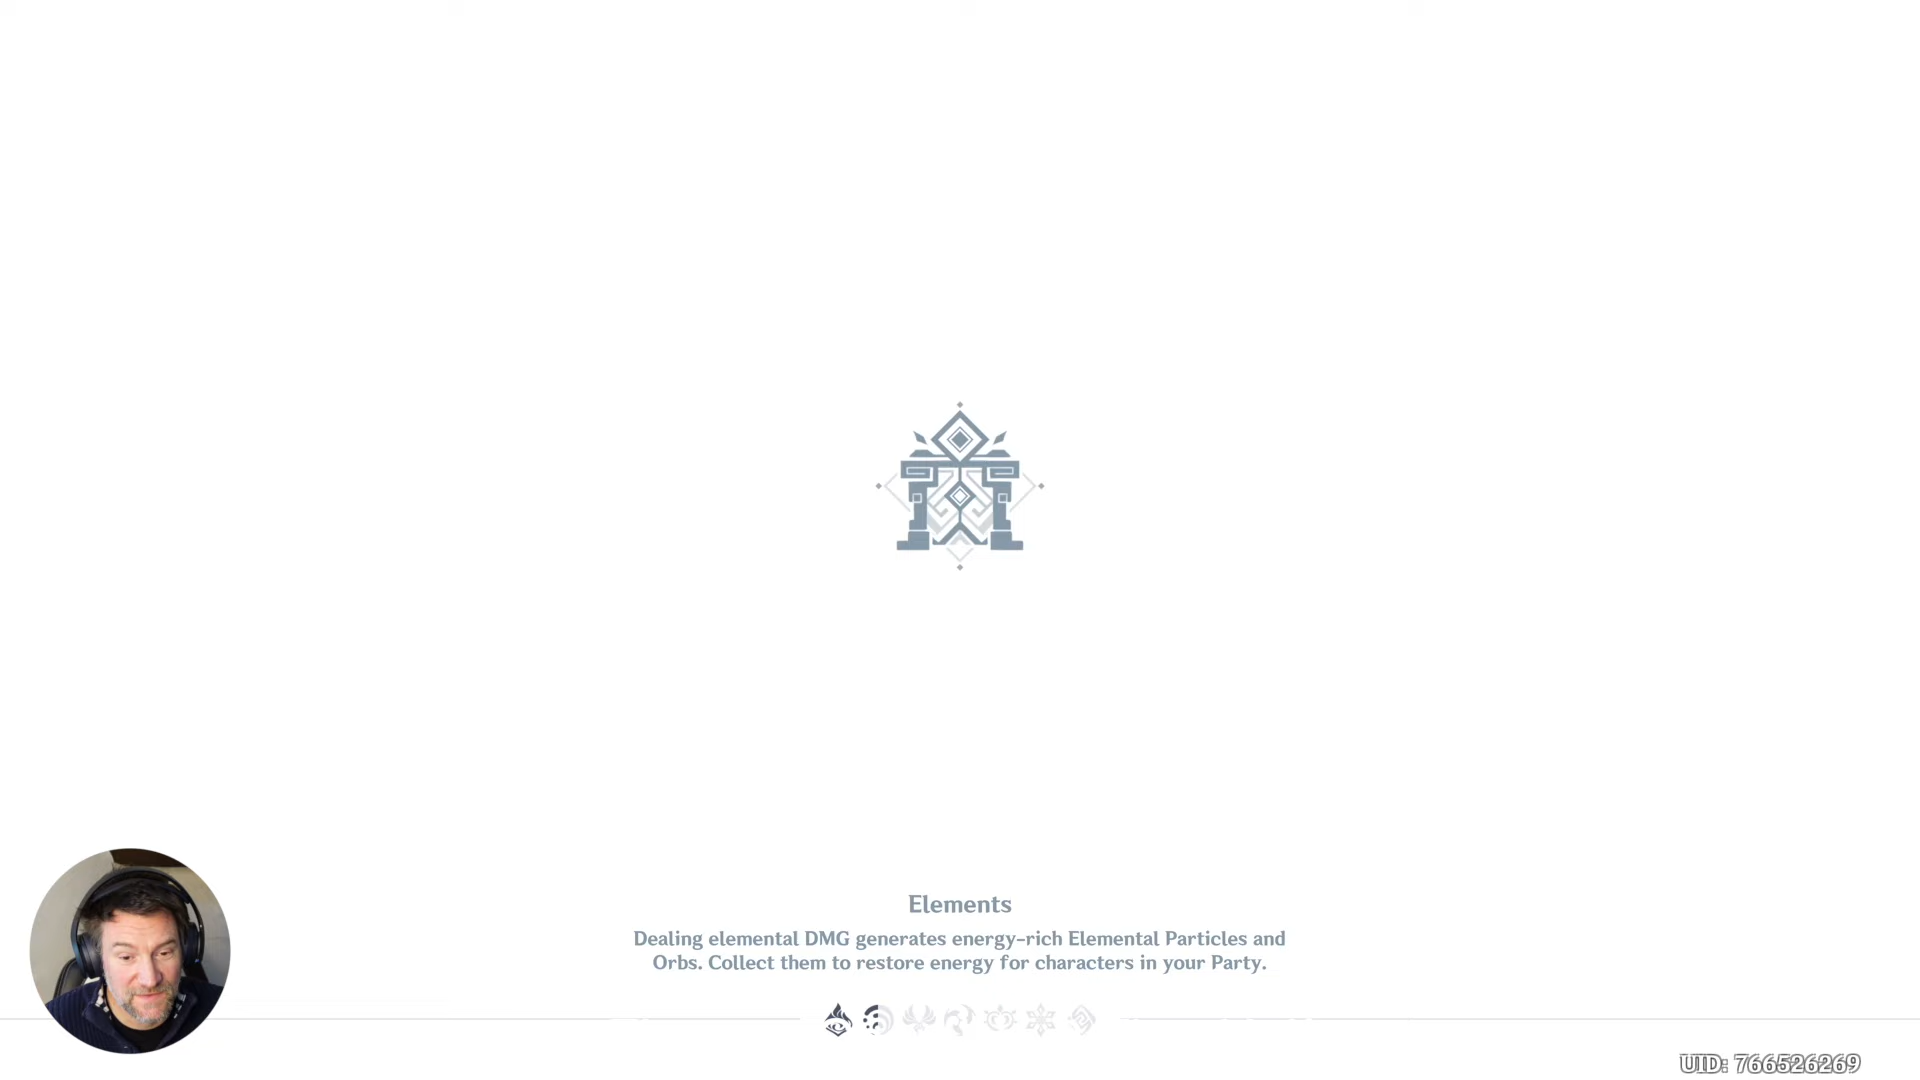 Elements
Dealing elemental DMG generates energy-rich Elemental Particles and
Orbs. Collect them to restore energy for characters in your Party.
UID: 766526269